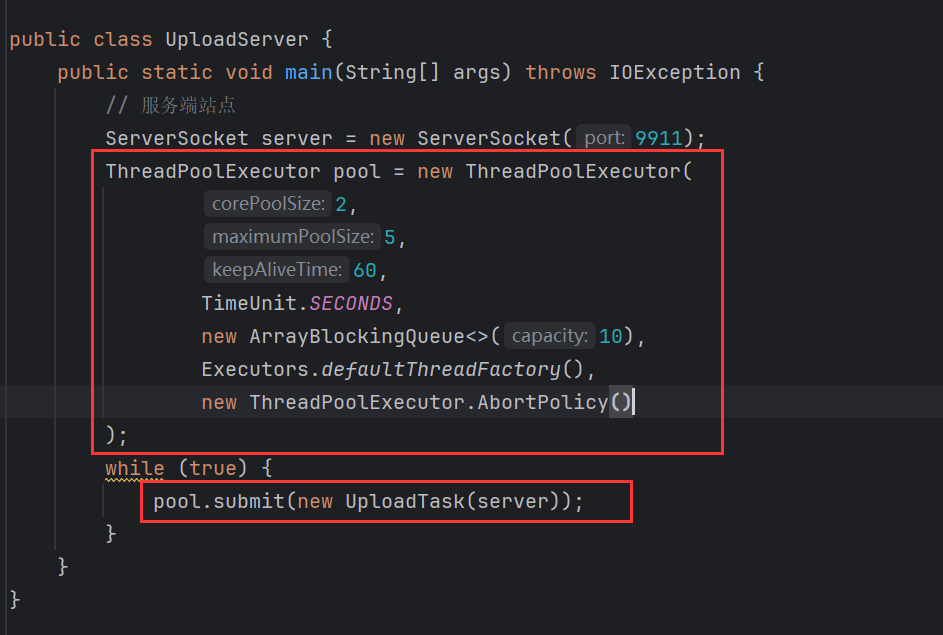 public class UploadServer {
public static void main(String[] args) throws IOException {
// 服务端站点
ServerSocket server = new ServerSocket( port: 9911);
ThreadPoolExecutor pool = new ThreadPoolExecutor(
corePoolSize: 2,
maximumPoolSize: 5,
keepAliveTime: 60,
TimeUnit.SECONDS,
new ArrayBlockingQueue<>( capacity: 10),
Executors.defaultThreadFactory(),
new ThreadPoolExecutor.AbortPolicy()
);
while (true) {
pool.submit(new UploadTask(server));
}
}
}